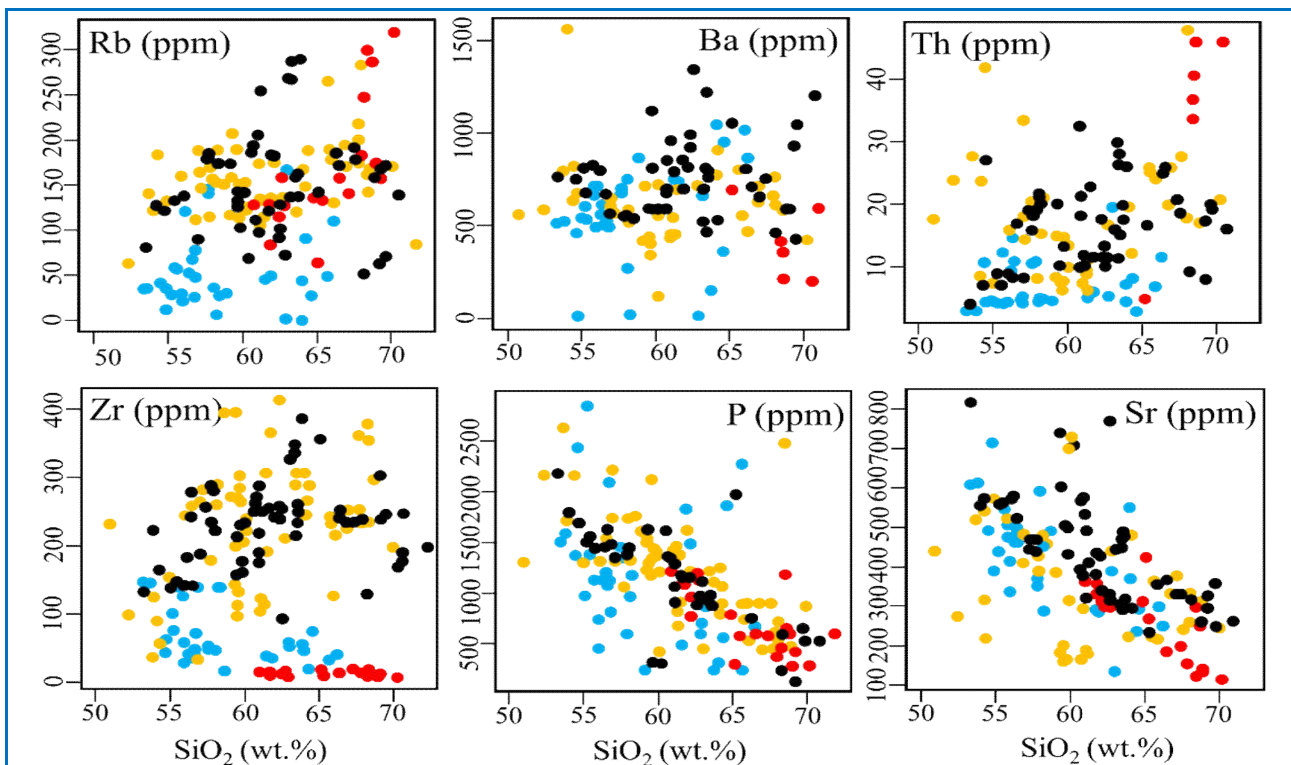 Rb (ppm)
0 50 100 150 200 250 300
50 55 60 65 70
Ba (ppm)
0 500 1000 1500
50 55 60 65 70
Th (ppm)
10 20 30 40
50 55 60 65 70
Zr (ppm)
0 100 200 300 400
50 55 60 65 70
SiO₂ (wt.%)
P (ppm)
500 1000 1500 2000 2500
50 55 60 65 70
SiO₂ (wt.%)
Sr (ppm)
100 200 300 400 500 600 700 800
50 55 60 65 70
SiO₂ (wt.%)